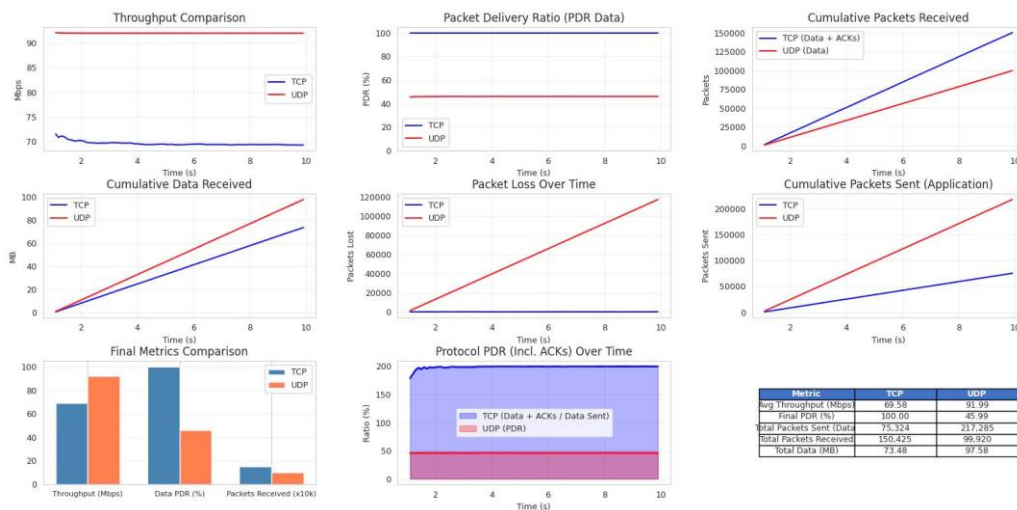 Throughput Comparison
90
85
80
75
70
Mbps
TCP
UDP
2
4
6
8
10
Time (s)
Packet Delivery Ratio (PDR Data)
100
80
60
40
20
0
PDR (%)
TCP
UDP
2
4
6
8
10
Time (s)
Cumulative Packets Received
150000
125000
100000
75000
50000
25000
0
Packets
TCP (Data + ACKs)
UDP (Data)
2
4
6
8
10
Time (s)
Cumulative Data Received
100
80
60
40
20
0
MB
TCP
UDP
2
4
6
8
10
Time (s)
Packet Loss Over Time
120000
100000
80000
60000
40000
20000
0
Packets Lost
TCP
UDP
2
4
6
8
10
Time (s)
Cumulative Packets Sent (Application)
200000
150000
100000
50000
0
Packets Sent
TCP
UDP
2
4
6
8
10
Time (s)
Final Metrics Comparison
100
80
60
40
20
0
TCP
UDP
Throughput (Mbps)
Data PDR (%)
Packets Received (x10k)
Protocol PDR (Incl. ACKs) Over Time
200
150
100
50
0
Ratio (%)
TCP (Data + ACKs / Data Sent)
UDP (PDR)
2
4
6
8
10
Time (s)
Metric TCP UDP
Avg Throughput (Mbps) 69.58 91.99
Final PDR (%) 100.00 45.99
Total Packets Sent (Data 75,324 217,285
Total Packets Received 150,425 99,920
Total Data (MB) 73.48 97.58